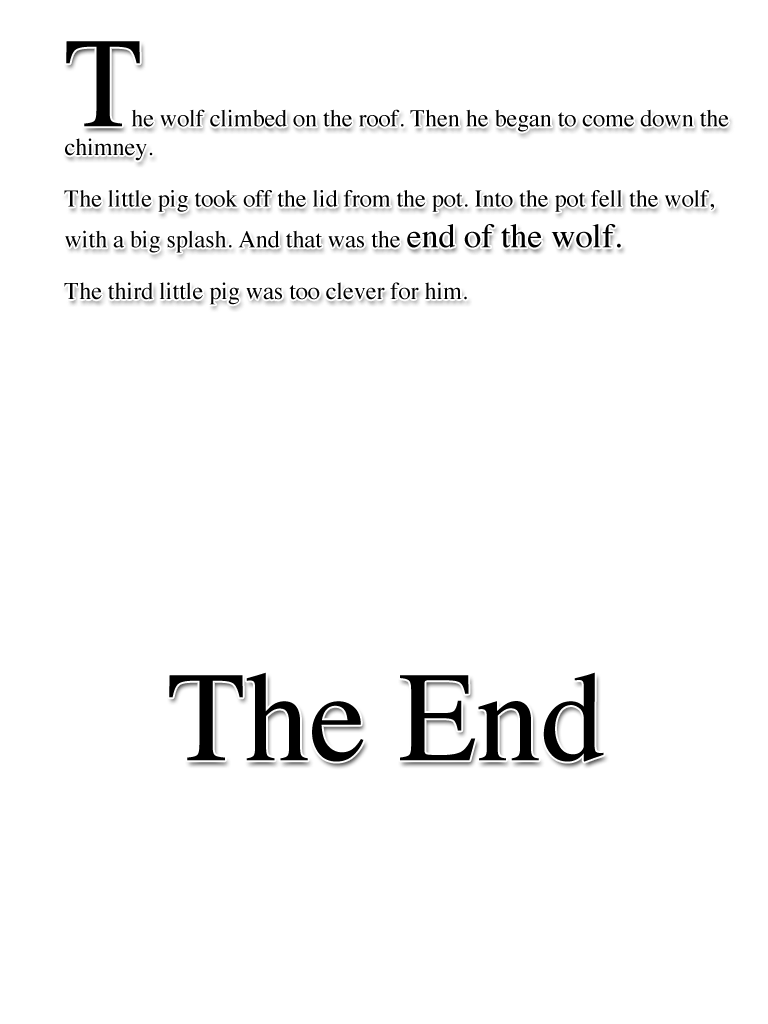 The wolf climbed on the roof. Then he began to come down the
chimney.
The little pig took off the lid from the pot. Into the pot fell the wolf,
with a big splash. And that was the end of the wolf.
The third little pig was too clever for him.
The End